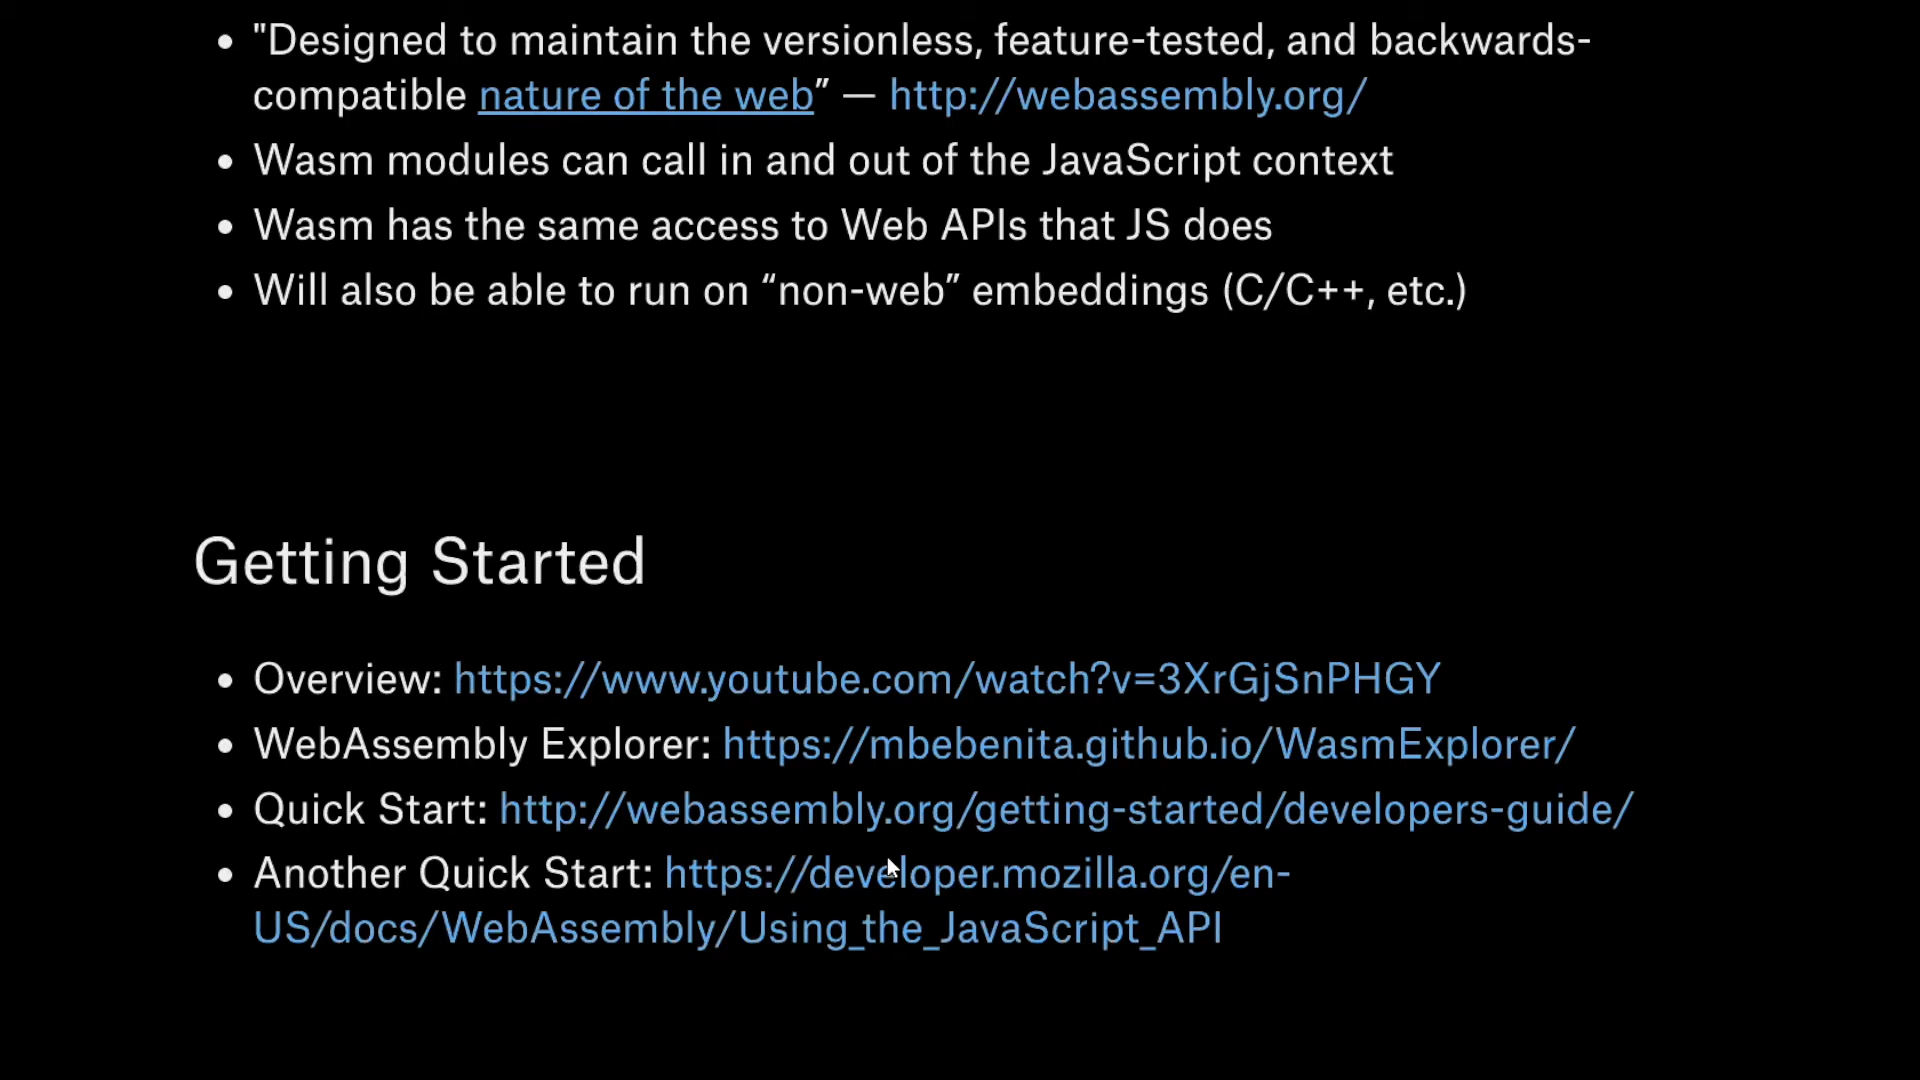 • "Designed to maintain the versionless, feature-tested, and backwards-
compatible nature of the web” — http://webassembly.org/
• Wasm modules can call in and out of the JavaScript context
• Wasm has the same access to Web APIs that JS does
• Will also be able to run on “non-web” embeddings (C/C++, etc.)
Getting Started
• Overview: https://www.youtube.com/watch?v=3XrGjSnPHGY
• WebAssembly Explorer: https://mbebenita.github.io/WasmExplorer/
• Quick Start: http://webassembly.org/getting-started/developers-guide/
• Another Quick Start: https://developer.mozilla.org/en-
US/docs/WebAssembly/Using_the_JavaScript_API